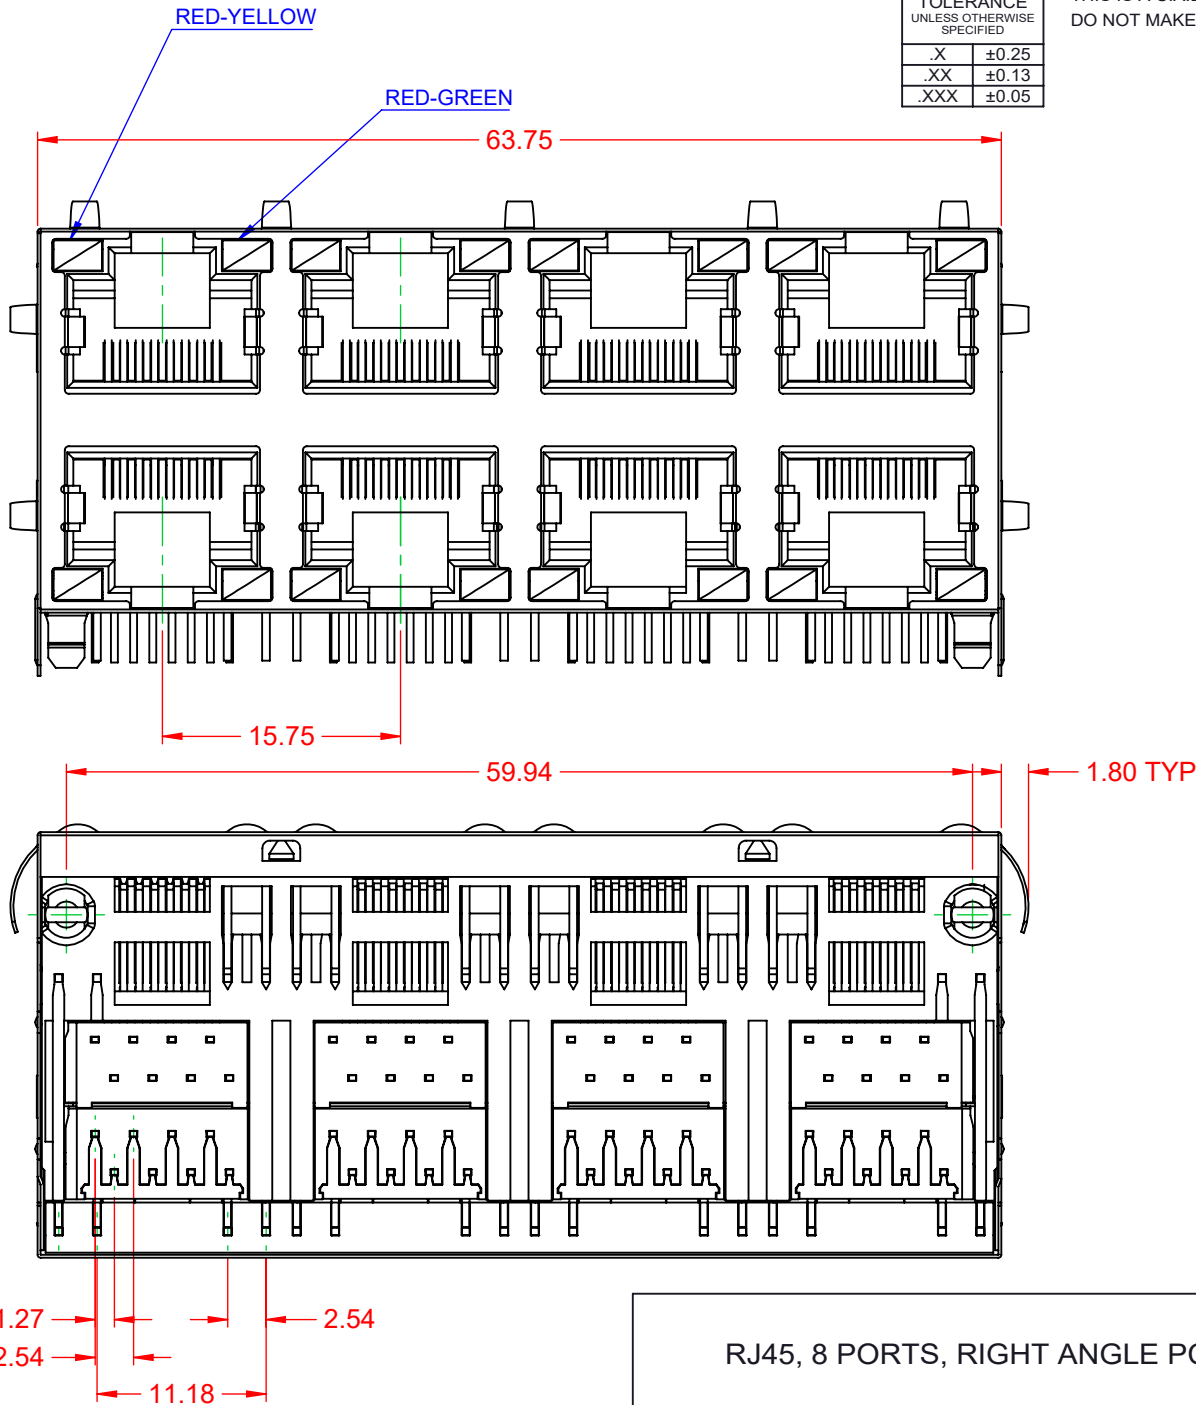 RED-YELLOW
TOLERANCE
UNLESS OTHERWISE
SPECIFIED
DO NOT MAKE
.X ±0.25
.XX ±0.13
.XXX ±0.05
RED-GREEN
63.75
15.75
59.94
1.80 TYP
1.27
2.54
2.54
11.18
RJ45, 8 PORTS, RIGHT ANGLE